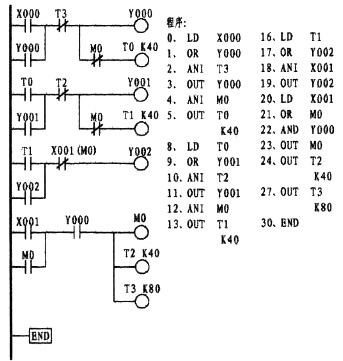 X000 T3 Y000
Y000 M0 T0 K40
T0 T2 Y001
Y001 M0 T1 K40
T1 X001(M0) Y002
Y002
X001 Y000 M0
M0 T2 K40
T3 K80
END
程序:
0、LD X000
1、OR Y000
2、ANI T3
3、OUT Y000
4、ANI M0
5、OUT T0
K40
8、LD T0
9、OR Y001
10、ANI T2
11、OUT Y001
12、ANI M0
13、OUT T1
K40
16、LD T1
17、OR Y002
18、ANI X001
19、OUT Y002
20、LD X001
21、OR M0
22、AND Y000
23、OUT M0
24、OUT T2
K40
27、OUT T3
K80
30、END